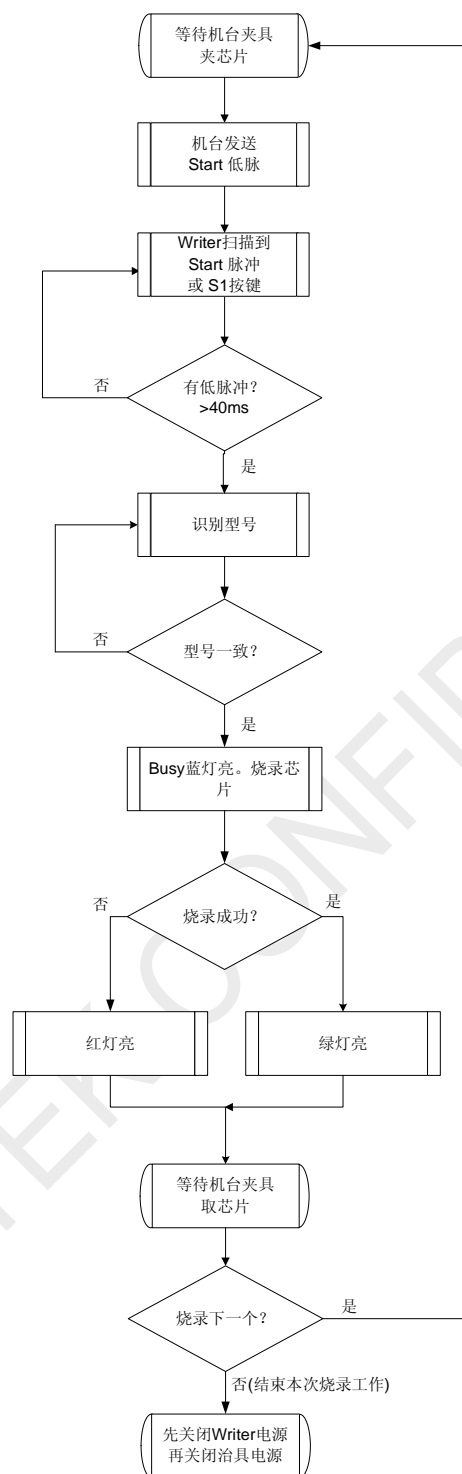 等待机台夹具
夹芯片
机台发送
Start 低脉
Writer扫描到
Start 脉冲
或 S1按键
否
有低脉冲？
>40ms
是
识别型号
否
型号一致？
是
Busy蓝灯亮。烧录芯
片
否
烧录成功？
是
红灯亮
绿灯亮
等待机台夹具
取芯片
烧录下一个？
是
否(结束本次烧录工作)
先关闭Writer电源
再关闭治具电源
TEK CONFID